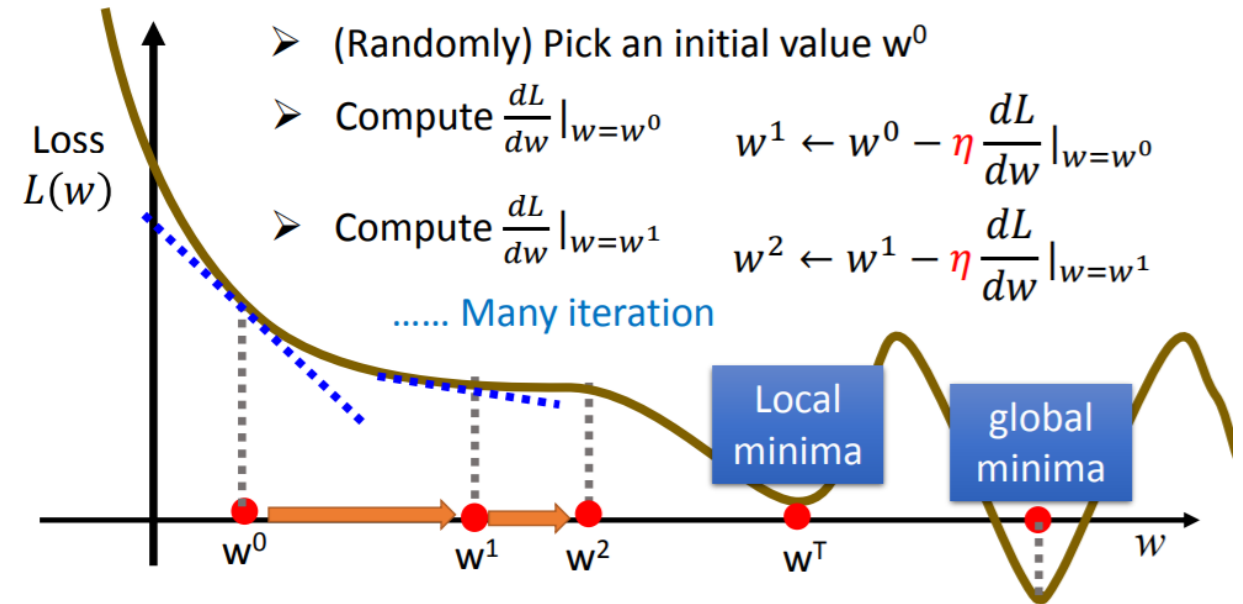 ➢ (Randomly) Pick an initial value w⁰
➢ Compute dL/dw |w=w⁰
w¹ ← w⁰ − η dL/dw |w=w⁰
Loss
L(w)
➢ Compute dL/dw |w=w¹
w² ← w¹ − η dL/dw |w=w¹
...... Many iteration
Local
minima
global
minima
w⁰
w¹
w²
wᵀ
w